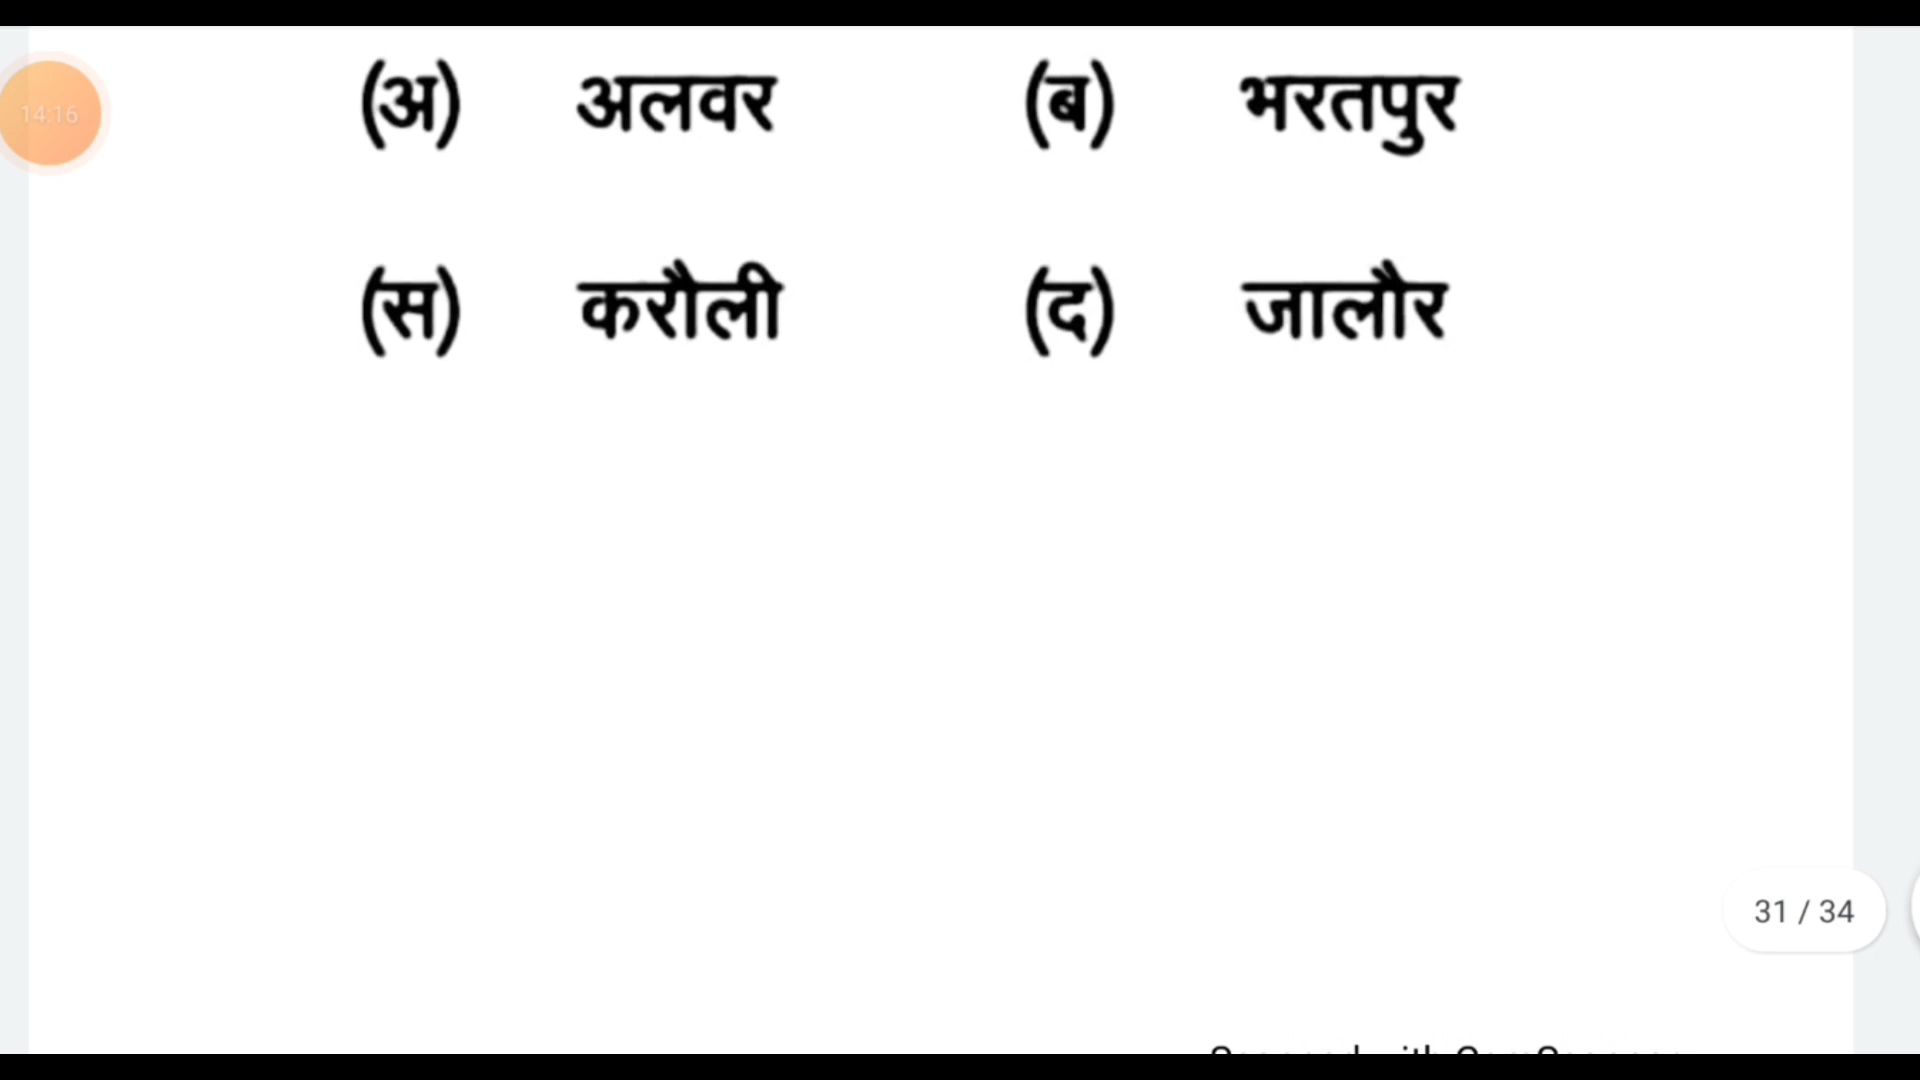 (अ) अलवर (ब) भरतपुर
14:16
(स) करौली (द) जालौर
31 / 34